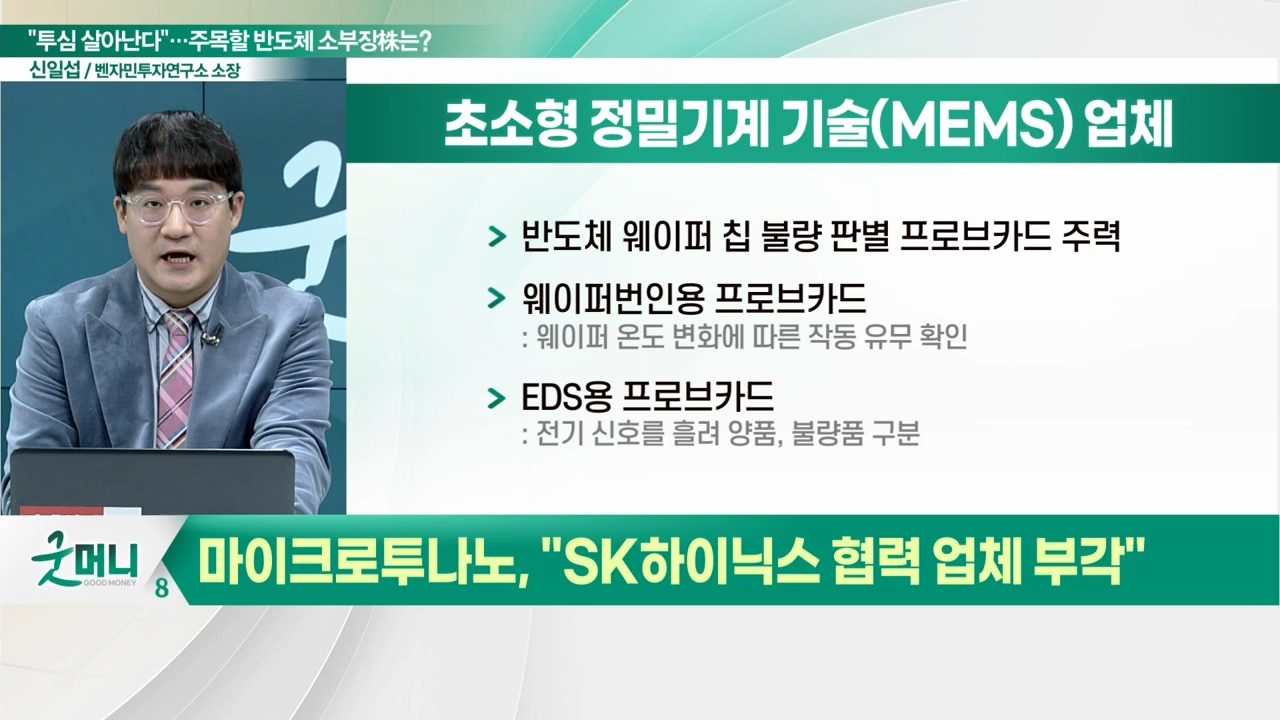 "투심 살아난다"…주목할 반도체 소부장株는?
신일섭 / 벤자민투자연구소 소장
초소형 정밀기계 기술(MEMS) 업체
> 반도체 웨이퍼 칩 불량 판별 프로브카드 주력
> 웨이퍼번인용 프로브카드
: 웨이퍼 온도 변화에 따른 작동 유무 확인
> EDS용 프로브카드
: 전기 신호를 흘려 양품, 불량품 구분
굿머니
GOOD MONEY
8
마이크로투나노, "SK하이닉스 협력 업체 부각"